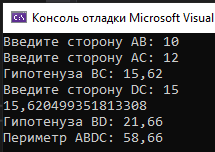 C:\ Консоль отладки Microsoft Visual
Введите сторону AB: 10
Введите сторону AC: 12
Гипотенуза BC: 15,62
Введите сторону DC: 15
15,620499351813308
Гипотенуза BD: 21,66
Периметр ABDC: 58,66